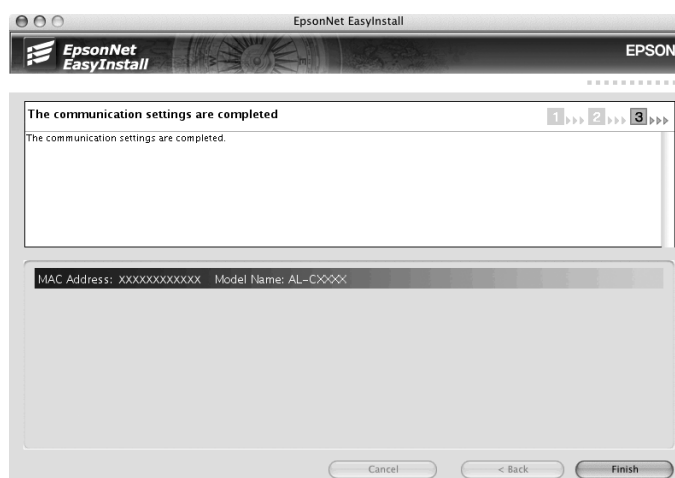 EpsonNet EasyInstall
EpsonNet
EasyInstall
EPSON
The communication settings are completed
1 2 3
The communication settings are completed.
MAC Address: XXXXXXXXXXXX Model Name: AL-CXXXX
Cancel < Back Finish